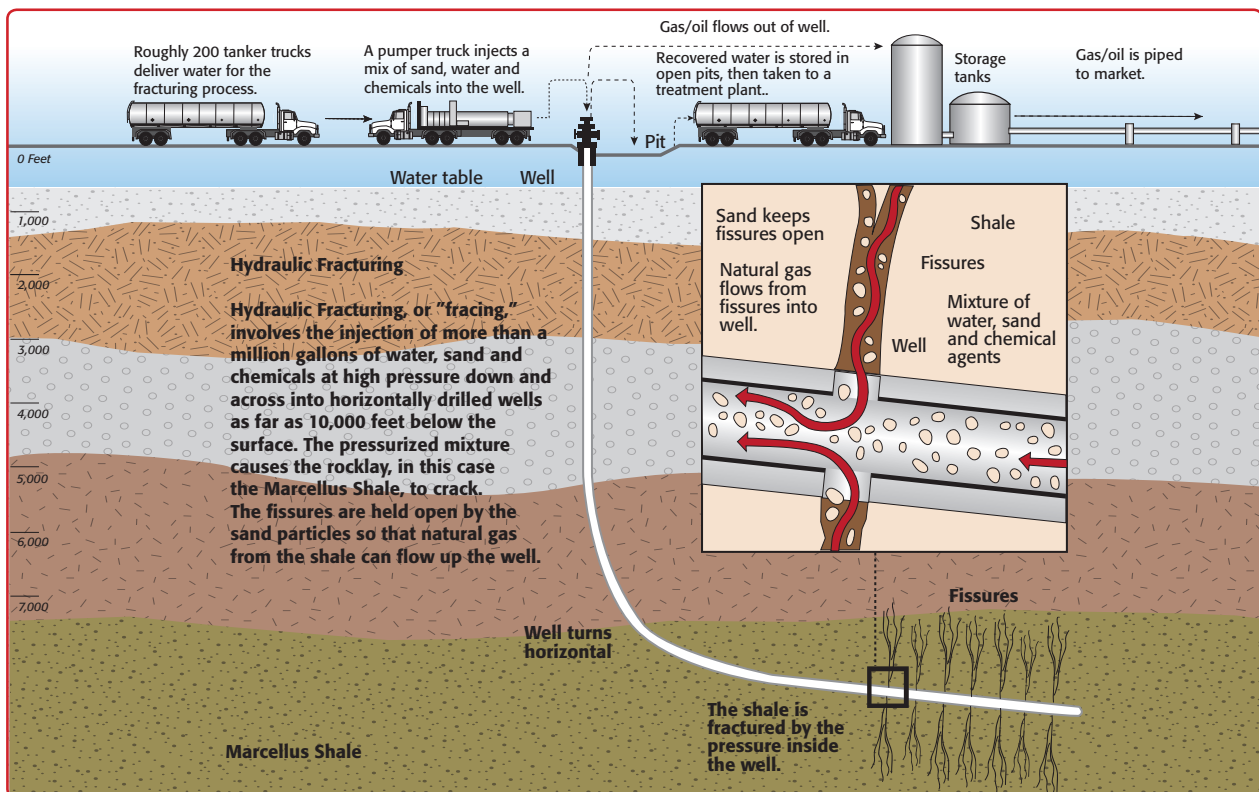 Roughly 200 tanker trucks
deliver water for the
fracturing process.
A pumper truck injects a
mix of sand, water and
chemicals into the well.
Gas/oil flows out of well.
Recovered water is stored in
open pits, then taken to a
treatment plant..
Storage
tanks
Gas/oil is piped
to market.
Pit
0 Feet
Water table
Well
1,000
2,000
3,000
4,000
5,000
6,000
7,000
Hydraulic Fracturing
Hydraulic Fracturing, or "fracing,"
involves the injection of more than a
million gallons of water, sand and
chemicals at high pressure down and
across into horizontally drilled wells
as far as 10,000 feet below the
surface. The pressurized mixture
causes the rocklay, in this case
the Marcellus Shale, to crack.
The fissures are held open by the
sand particles so that natural gas
from the shale can flow up the well.
Sand keeps
fissures open
Natural gas
flows from
fissures into
well.
Shale
Fissures
Mixture of
water, sand
and chemical
agents
Well
Fissures
Well turns
horizontal
The shale is
fractured by the
pressure inside
the well.
Marcellus Shale